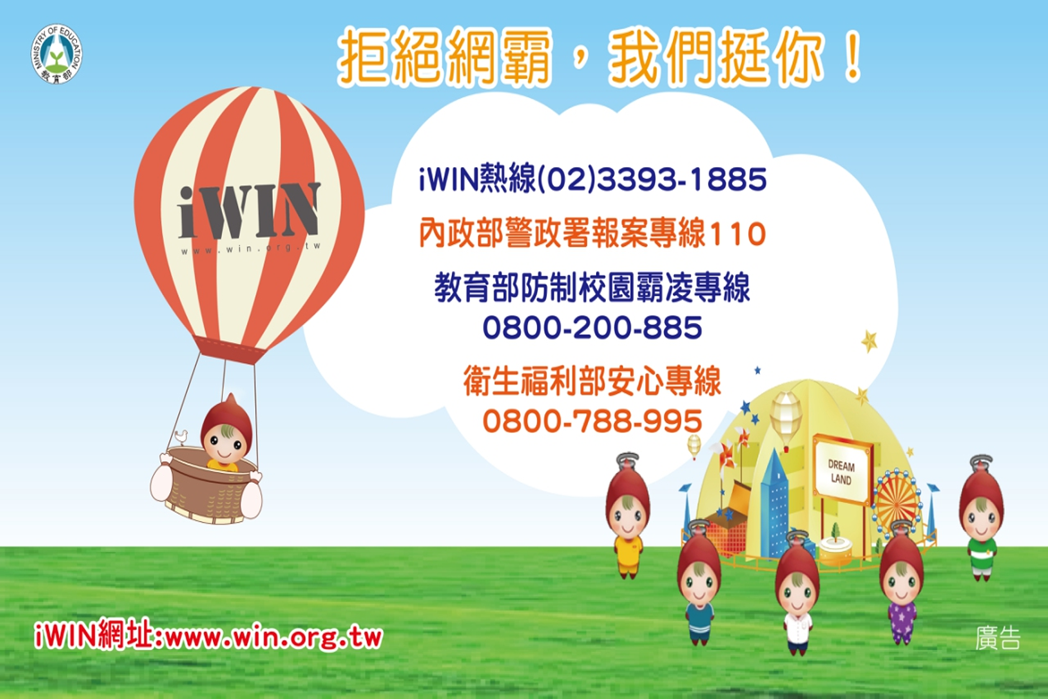 MINISTRY OF EDUCATION
教育部
拒絕網霸，我們挺你！
iWIN
www.win.org.tw
iWIN熱線(02)3393-1885
內政部警政署報案專線110
教育部防制校園霸凌專線
0800-200-885
衛生福利部安心專線
0800-788-995
DREAM
LAND
iWIN網址:www.win.org.tw
廣告